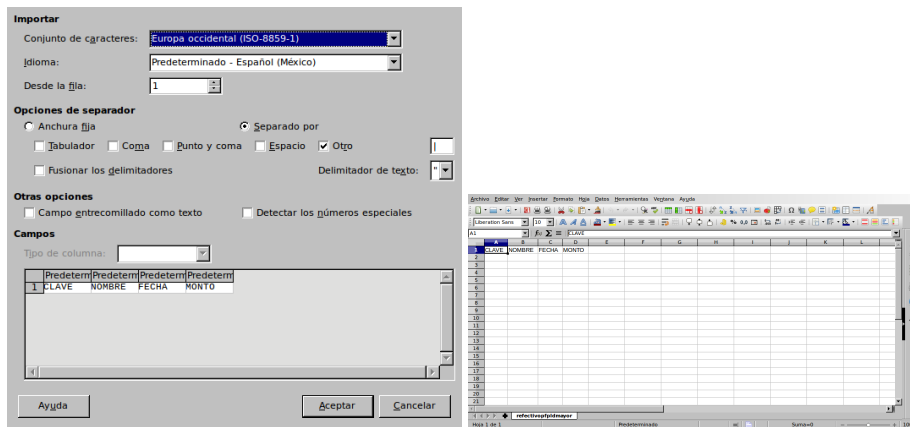 Importar
Conjunto de caracteres: Europa occidental (ISO-8859-1)
Idioma: Predeterminado - Español (México)
Desde la fila: 1
Opciones de separador
Anchura fija Separado por
Tabulador Coma Punto y coma Espacio Otro |
Fusionar los delimitadores Delimitador de texto: "
Otras opciones
Campo entrecomillado como texto Detectar los números especiales
Campos
Tipo de columna:
Predeterm Predeterm Predeterm Predeterm
1 CLAVE NOMBRE FECHA MONTO
Ayuda Aceptar Cancelar
Archivo Editar Ver Insertar Formato Hoja Datos Herramientas Ventana Ayuda
Liberation Sans 10
A1 CLAVE
A B C D E F G H I J K L
1 CLAVE NOMBRE FECHA MONTO
2
3
4
5
6
7
8
9
10
11
12
13
14
15
16
17
18
19
20
21
refectivopfpldmayor
Hoja 1 de 1 Predeterminado Suma=0